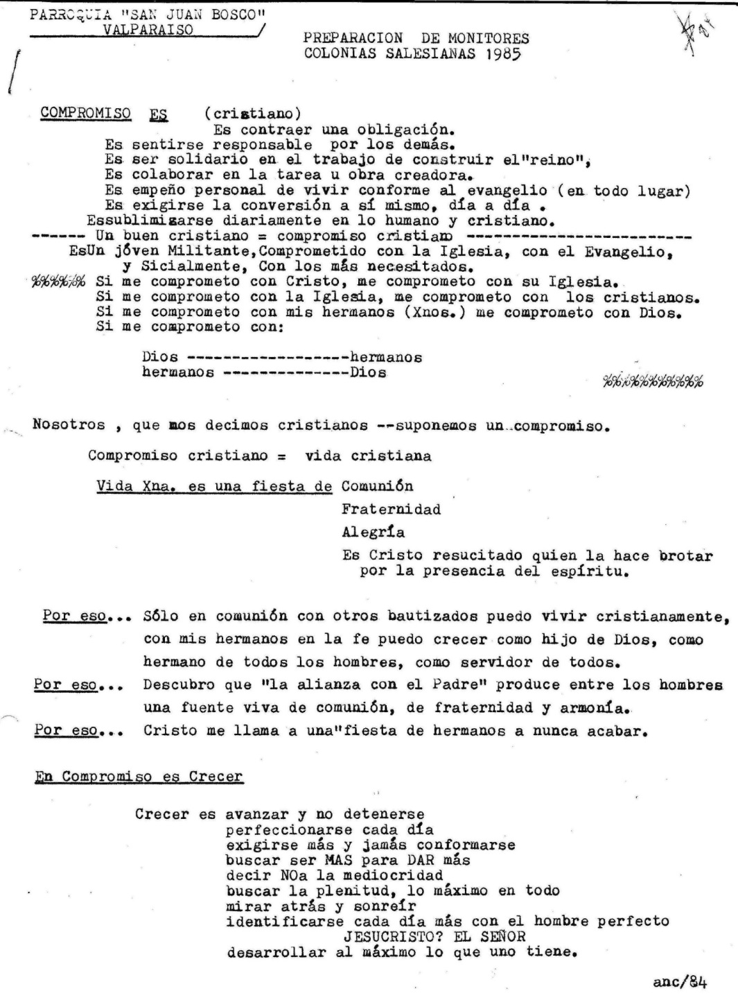 PARROQUIA "SAN JUAN BOSCO"
VALPARAISO /
PREPARACION DE MONITORES
COLONIAS SALESIANAS 1985
COMPROMISO ES (cristiano)
Es contraer una obligación.
Es sentirse responsable por los demás.
Es ser solidario en el trabajo de construir el"reino",
Es colaborar en la tarea u obra creadora.
Es empeño personal de vivir conforme al evangelio (en todo lugar)
Es exigirse la conversión a sí mismo, día a día .
Essublimizarse diariamente en lo humano y cristiano.
------ Un buen cristiano = compromiso cristiano -------------------------
EsUn jóven Militante,Comprometido con la Iglesia, con el Evangelio,
y Sicialmente, Con los más necesitados.
%%%%%% Si me comprometo con Cristo, me comprometo con su Iglesia.
Si me comprometo con la Iglesia, me comprometo con los cristianos.
Si me comprometo con mis hermanos (Xnos.) me comprometo con Dios.
Si me comprometo con:
Dios ------------------hermanos
hermanos --------------Dios
%%%%%%%%%%%
Nosotros , que nos decimos cristianos --suponemos un compromiso.
Compromiso cristiano = vida cristiana
Vida Xna. es una fiesta de Comunión
Fraternidad
Alegría
Es Cristo resucitado quien la hace brotar
por la presencia del espíritu.
Por eso... Sólo en comunión con otros bautizados puedo vivir cristianamente,
con mis hermanos en la fe puedo crecer como hijo de Dios, como
hermano de todos los hombres, como servidor de todos.
Por eso... Descubro que "la alianza con el Padre" produce entre los hombres
una fuente viva de comunión, de fraternidad y armonía.
Por eso... Cristo me llama a una"fiesta de hermanos a nunca acabar.
En Compromiso es Crecer
Crecer es avanzar y no detenerse
perfeccionarse cada día
exigirse más y jamás conformarse
buscar ser MAS para DAR más
decir NOa la mediocridad
buscar la plenitud, lo máximo en todo
mirar atrás y sonreír
identificarse cada día más con el hombre perfecto
JESUCRISTO? EL SEÑOR
desarrollar al máximo lo que uno tiene.
anc/84